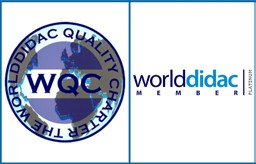 THE WORLDDIDAC QUALITY CHARTER
WQC
worlddidac
MEMBER
PLATINUM